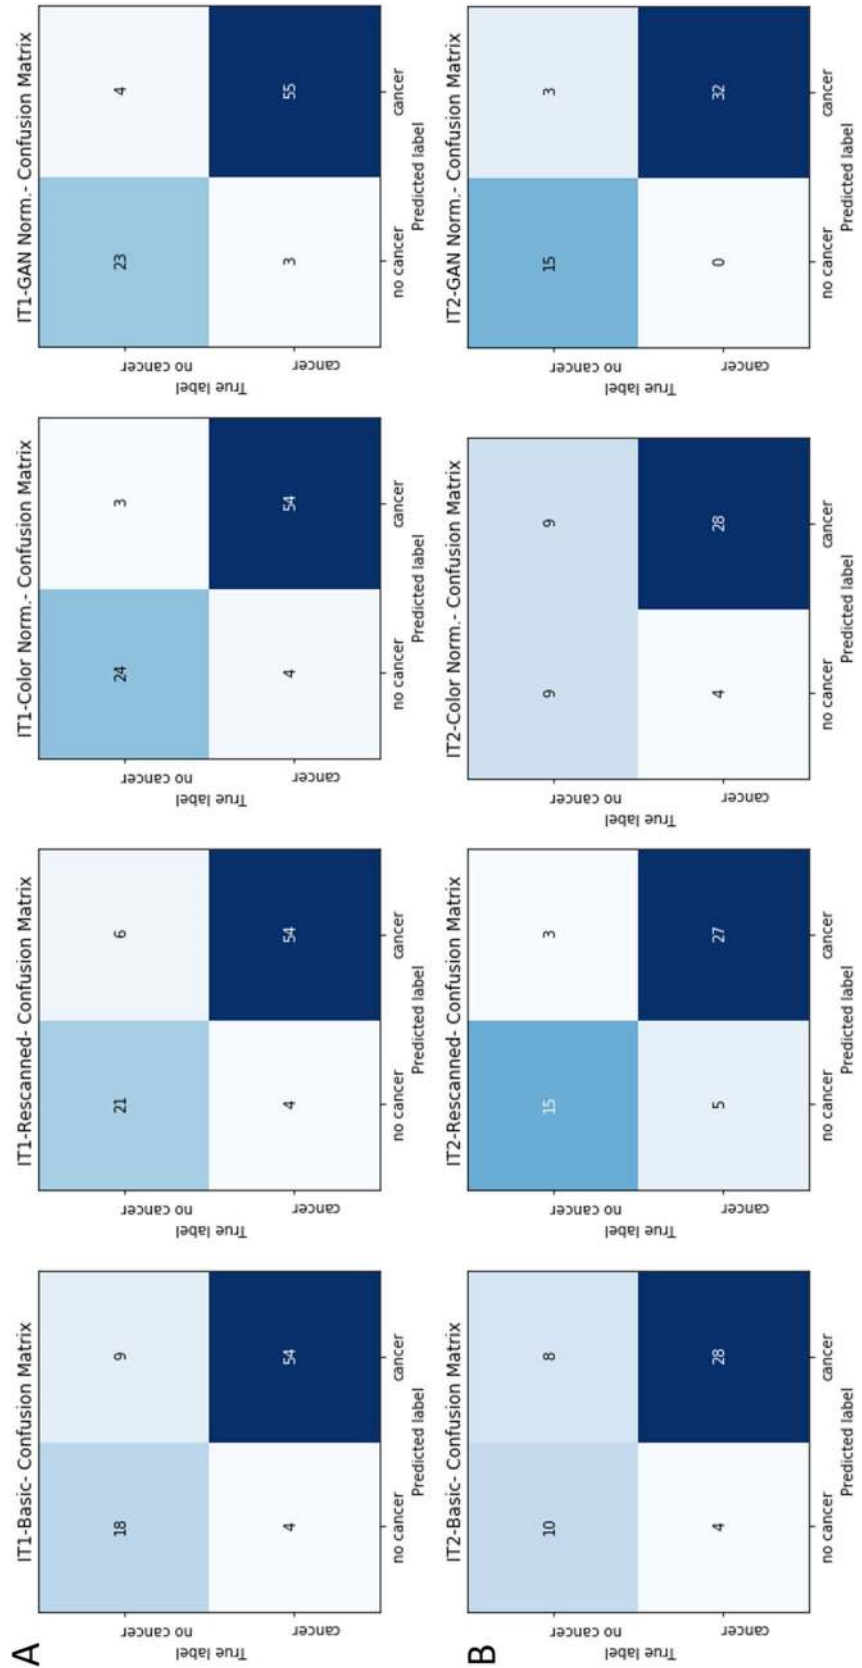 A
IT1-Basic- Confusion Matrix
True label
no cancer
18
9
cancer
4
54
no cancer
cancer
Predicted label
IT1-Rescanned- Confusion Matrix
True label
no cancer
21
6
cancer
4
54
no cancer
cancer
Predicted label
IT1-Color Norm.- Confusion Matrix
True label
no cancer
24
3
cancer
4
54
no cancer
cancer
Predicted label
IT1-GAN Norm.- Confusion Matrix
True label
no cancer
23
4
cancer
3
55
no cancer
cancer
Predicted label
B
IT2-Basic- Confusion Matrix
True label
no cancer
10
8
cancer
4
28
no cancer
cancer
Predicted label
IT2-Rescanned- Confusion Matrix
True label
no cancer
15
3
cancer
5
27
no cancer
cancer
Predicted label
IT2-Color Norm.- Confusion Matrix
True label
no cancer
9
9
cancer
4
28
no cancer
cancer
Predicted label
IT2-GAN Norm.- Confusion Matrix
True label
no cancer
15
3
cancer
0
32
no cancer
cancer
Predicted label